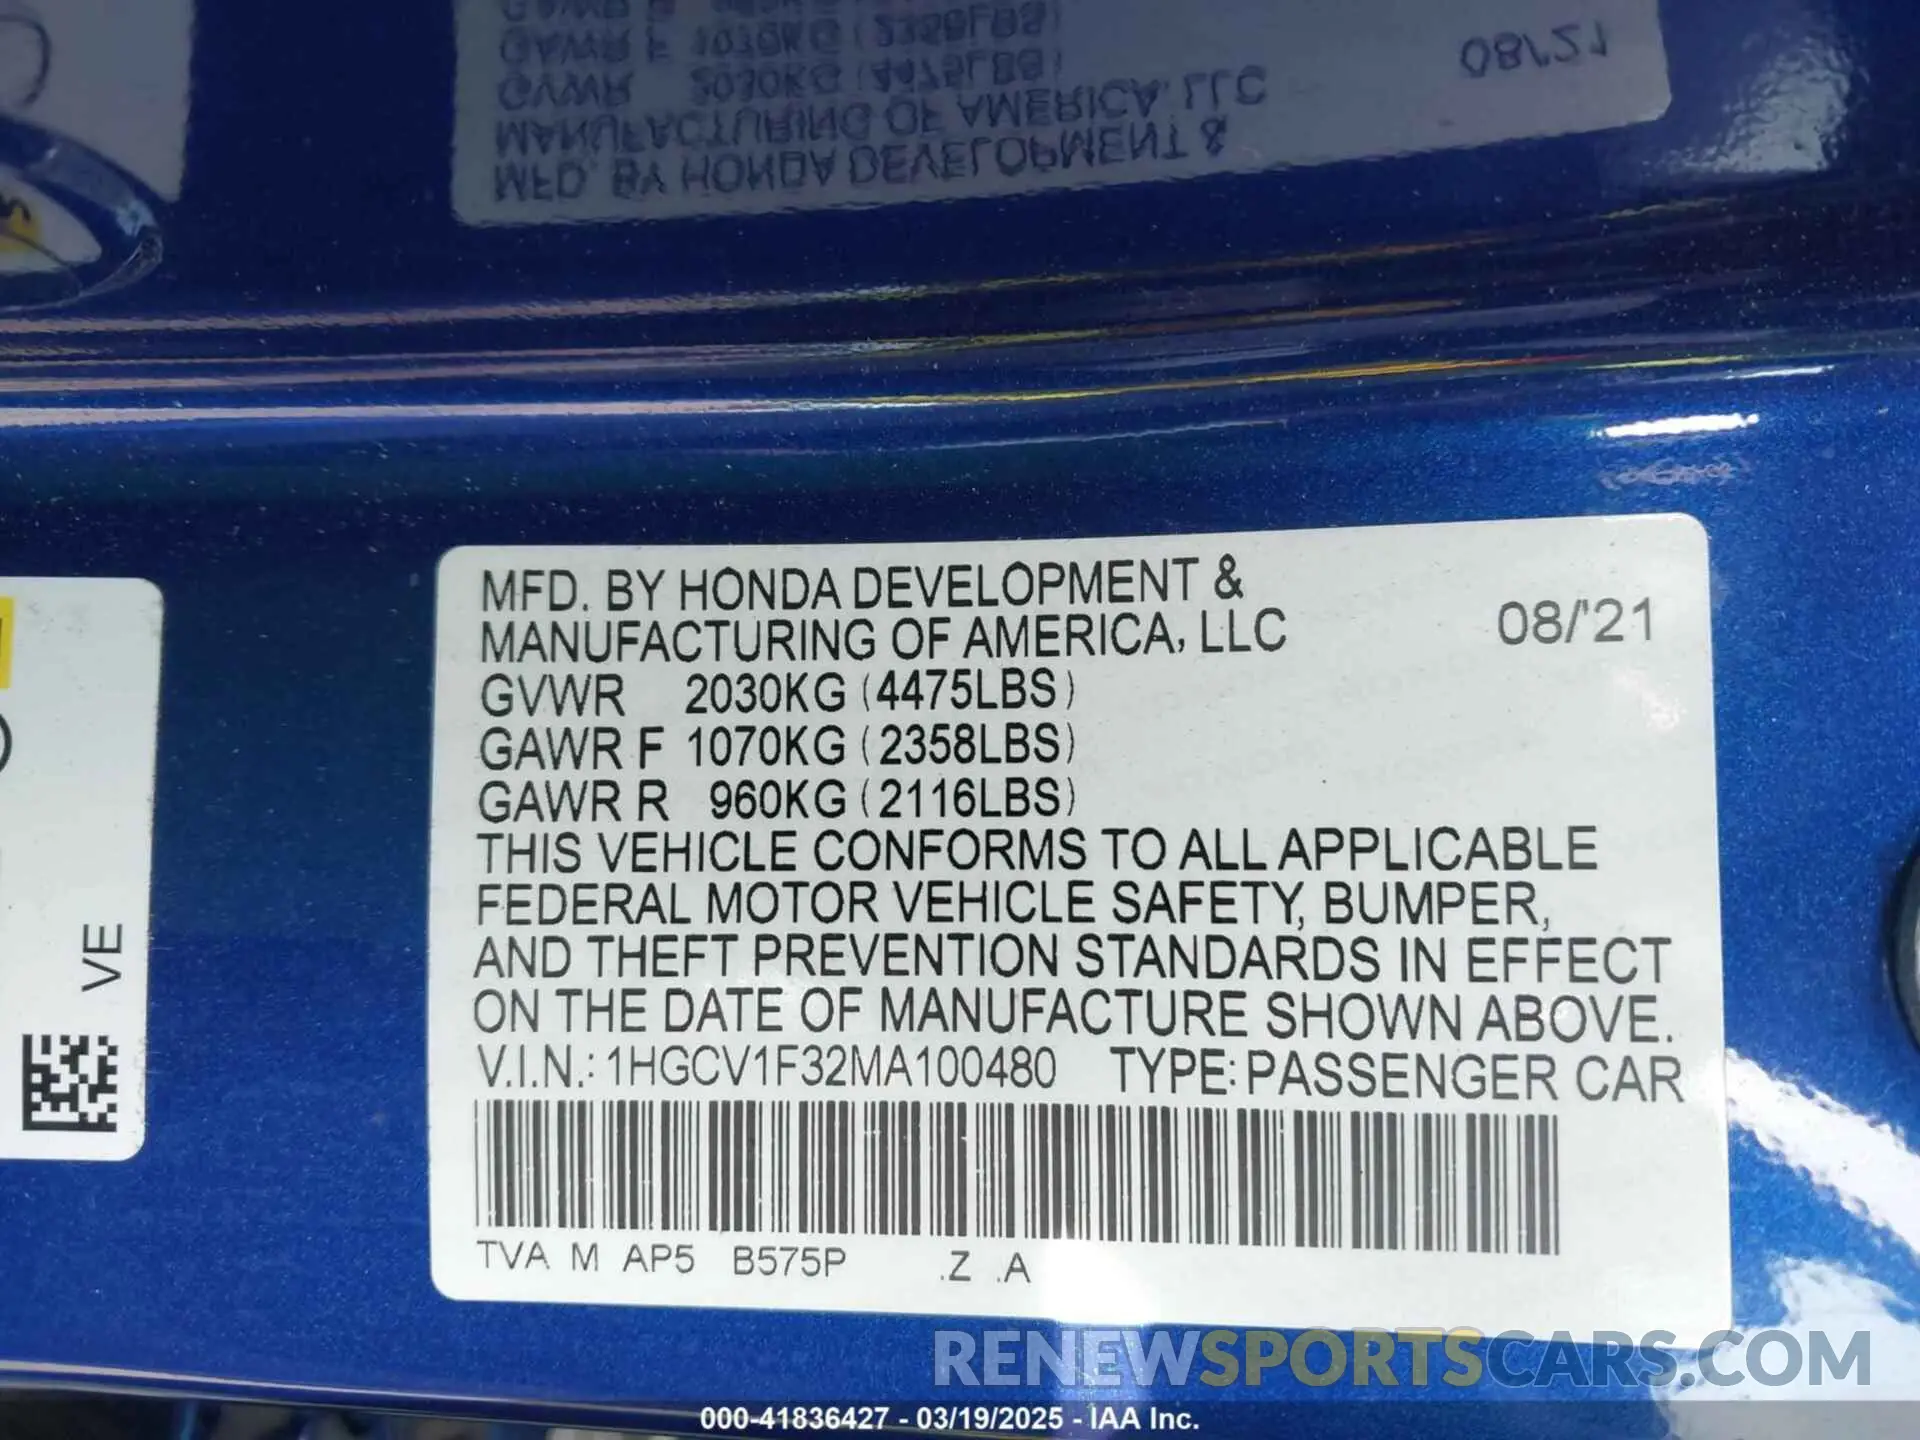 MFD. BY HONDA DEVELOPMENT &
MANUFACTURING OF AMERICA, LLC 08/'21
GVWR 2030KG (4475LBS)
GAWR F 1070KG (2358LBS)
GAWR R 960KG (2116LBS)
THIS VEHICLE CONFORMS TO ALL APPLICABLE
FEDERAL MOTOR VEHICLE SAFETY, BUMPER,
AND THEFT PREVENTION STANDARDS IN EFFECT
ON THE DATE OF MANUFACTURE SHOWN ABOVE.
V.I.N.: 1HGCV1F32MA100480 TYPE: PASSENGER CAR
TVA M AP5 B575P .Z .A
VE
RENEWSPORTSCARS.COM
000-41836427 - 03/19/2025 - IAA Inc.